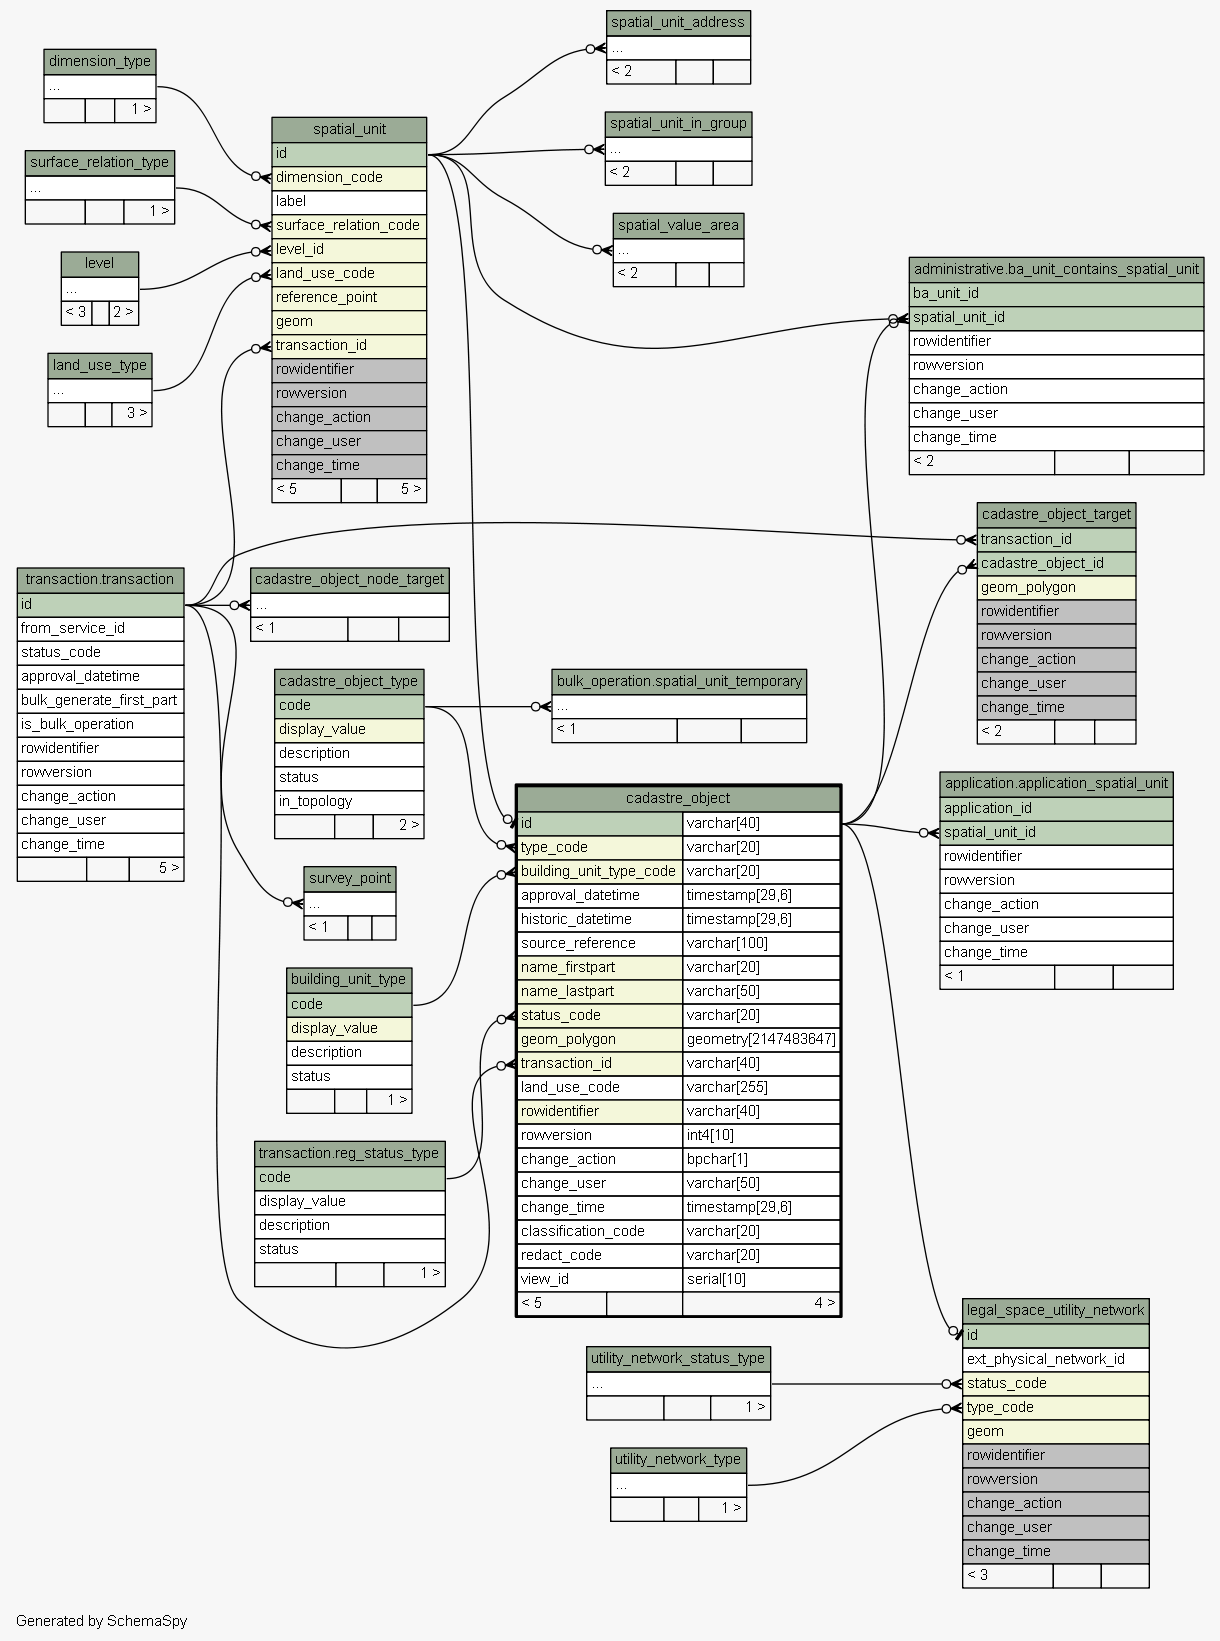 dimension_type
...
1 >
surface_relation_type
...
1 >
level
...
< 3 2 >
land_use_type
...
3 >
spatial_unit
id
dimension_code
label
surface_relation_code
level_id
land_use_code
reference_point
geom
transaction_id
rowidentifier
rowversion
change_action
change_user
change_time
< 5 5 >
spatial_unit_address
...
< 2
spatial_unit_in_group
...
< 2
spatial_value_area
...
< 2
administrative.ba_unit_contains_spatial_unit
ba_unit_id
spatial_unit_id
rowidentifier
rowversion
change_action
change_user
change_time
< 2
cadastre_object_target
transaction_id
cadastre_object_id
geom_polygon
rowidentifier
rowversion
change_action
change_user
change_time
< 2
transaction.transaction
id
from_service_id
status_code
approval_datetime
bulk_generate_first_part
is_bulk_operation
rowidentifier
rowversion
change_action
change_user
change_time
5 >
cadastre_object_node_target
...
< 1
cadastre_object_type
code
display_value
description
status
in_topology
2 >
bulk_operation.spatial_unit_temporary
...
< 1
survey_point
...
< 1
building_unit_type
code
display_value
description
status
1 >
transaction.reg_status_type
code
display_value
description
status
1 >
cadastre_object
id varchar[40]
type_code varchar[20]
building_unit_type_code varchar[20]
approval_datetime timestamp[29,6]
historic_datetime timestamp[29,6]
source_reference varchar[100]
name_firstpart varchar[20]
name_lastpart varchar[50]
status_code varchar[20]
geom_polygon geometry[2147483647]
transaction_id varchar[40]
land_use_code varchar[255]
rowidentifier varchar[40]
rowversion int4[10]
change_action bpchar[1]
change_user varchar[50]
change_time timestamp[29,6]
classification_code varchar[20]
redact_code varchar[20]
view_id serial[10]
< 5 4 >
application.application_spatial_unit
application_id
spatial_unit_id
rowidentifier
rowversion
change_action
change_user
change_time
< 1
utility_network_status_type
...
1 >
utility_network_type
...
1 >
legal_space_utility_network
id
ext_physical_network_id
status_code
type_code
geom
rowidentifier
rowversion
change_action
change_user
change_time
< 3
Generated by SchemaSpy